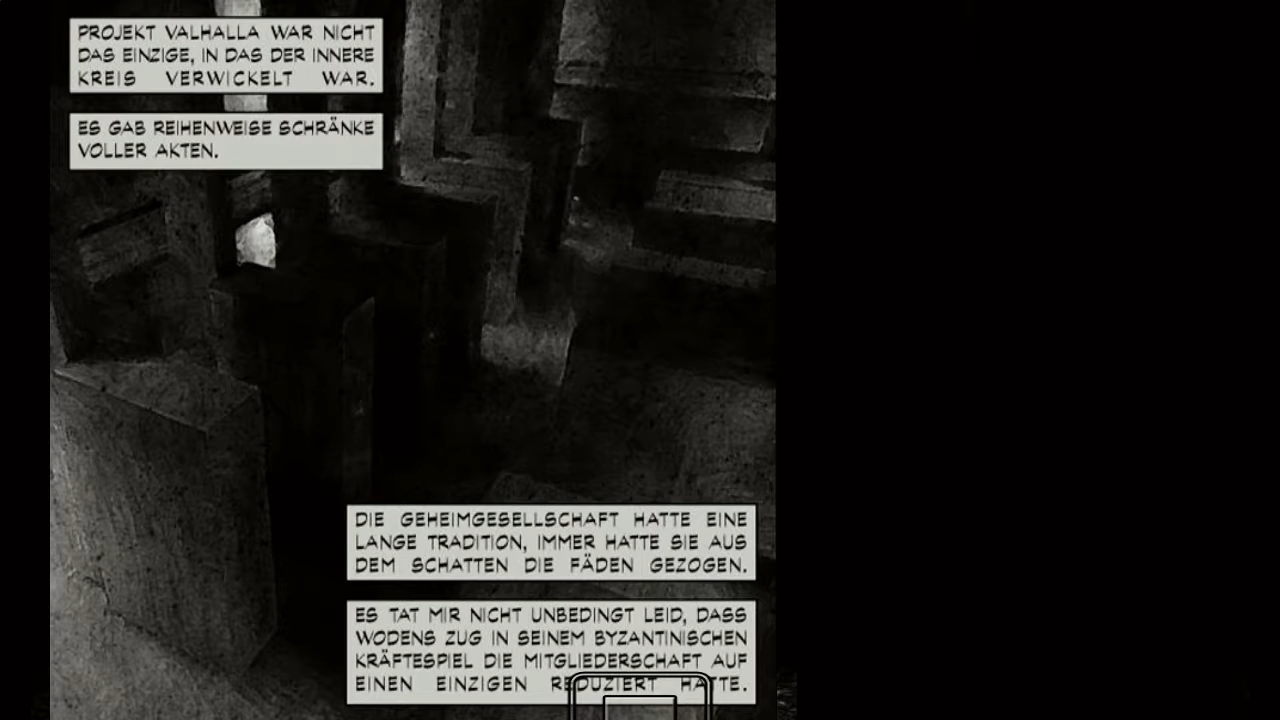 PROJEKT VALHALLA WAR NICHT
DAS EINZIGE, IN DAS DER INNERE
KREIS VERWICKELT WAR.
ES GAB REIHENWEISE SCHRÄNKE
VOLLER AKTEN.
DIE GEHEIMGESELLSCHAFT HATTE EINE
LANGE TRADITION, IMMER HATTE SIE AUS
DEM SCHATTEN DIE FÄDEN GEZOGEN.
ES TAT MIR NICHT UNBEDINGT LEID, DASS
WODENS ZUG IN SEINEM BYZANTINISCHEN
KRÄFTESPIEL DIE MITGLIEDERSCHAFT AUF
EINEN EINZIGEN REDUZIERT HATTE.